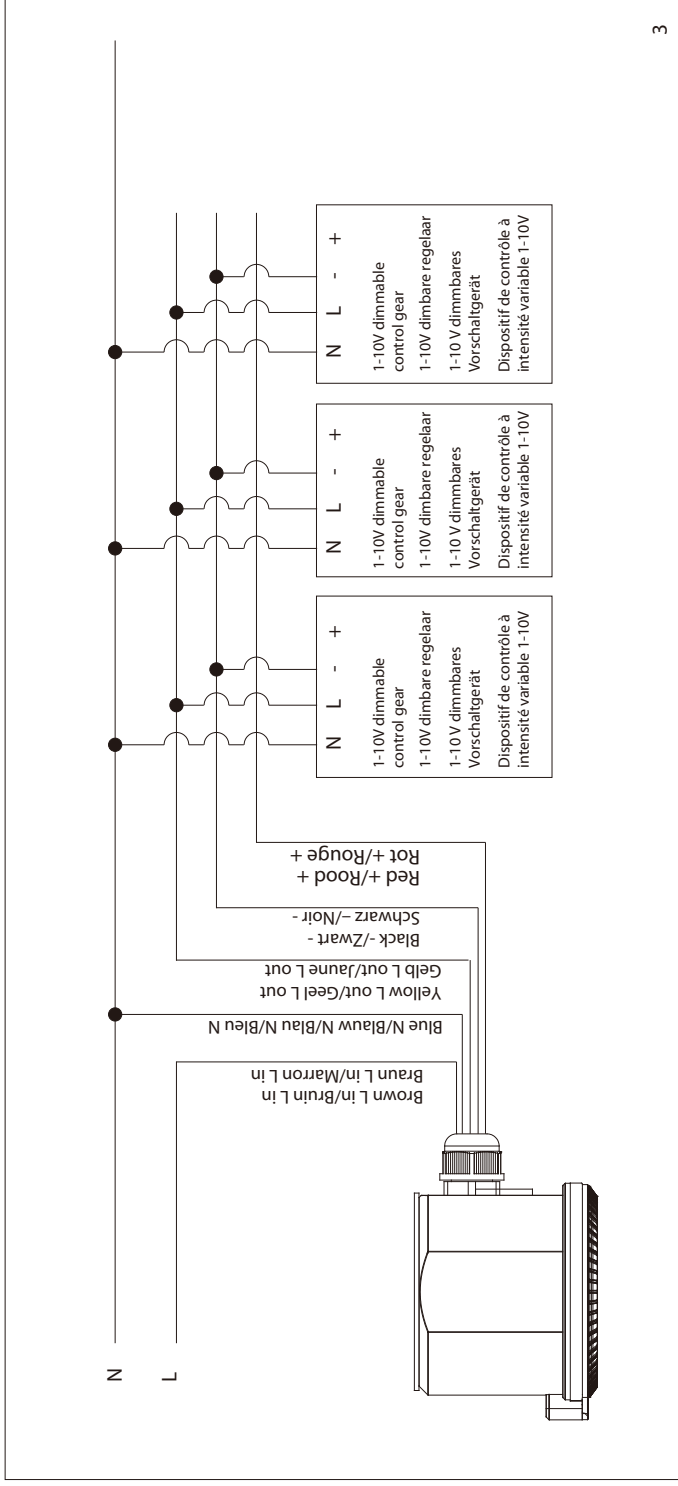 N
L
Brown L in/Bruin L in
Braun L in/Marron L in
Blue N/Blauw N/Blau N/Bleu N
Yellow L out/Geel L out
Gelb L out/Jaune L out
Black -/Zwart -
Schwarz –/Noir -
Red +/Rood +
Rot +/Rouge +
N L - +
1-10V dimmable
control gear
1-10V dimbare regelaar
1-10 V dimmbares
Vorschaltgerät
Dispositif de contrôle à
intensité variable 1-10V
N L - +
1-10V dimmable
control gear
1-10V dimbare regelaar
1-10 V dimmbares
Vorschaltgerät
Dispositif de contrôle à
intensité variable 1-10V
N L - +
1-10V dimmable
control gear
1-10V dimbare regelaar
1-10 V dimmbares
Vorschaltgerät
Dispositif de contrôle à
intensité variable 1-10V
3